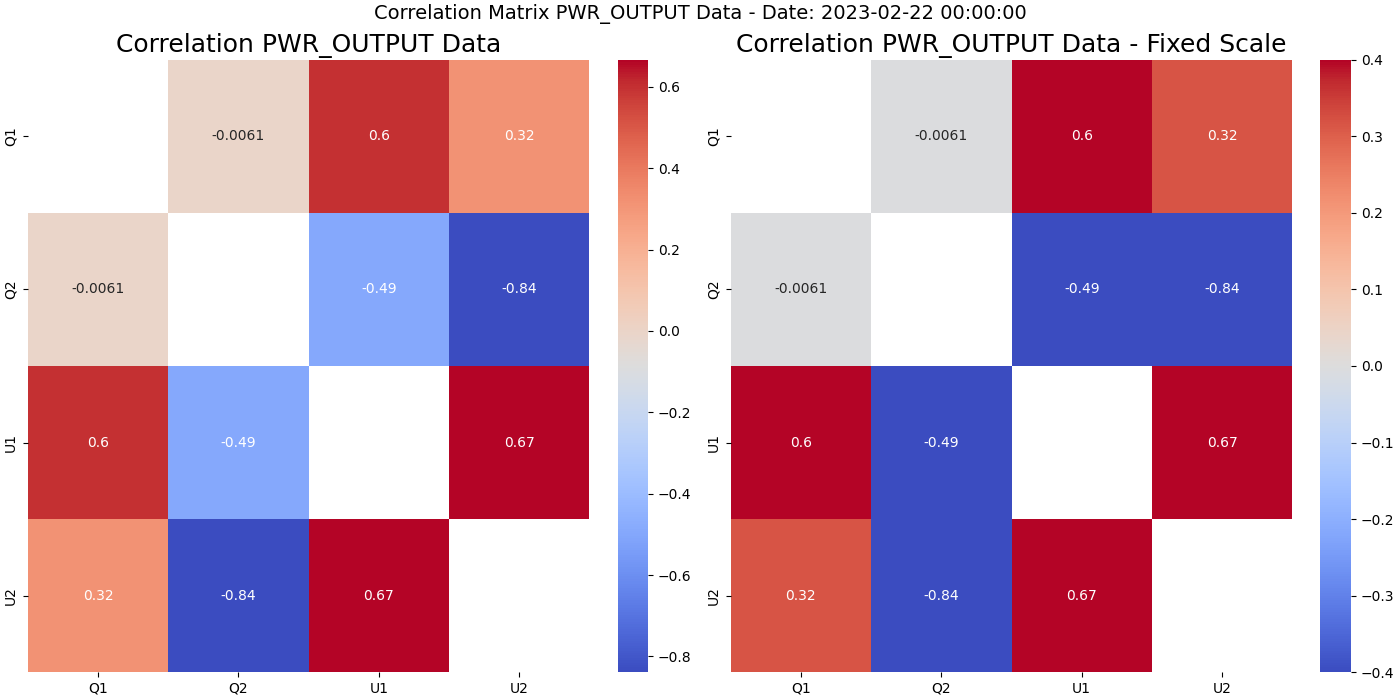 Correlation Matrix PWR_OUTPUT Data - Date: 2023-02-22 00:00:00
Correlation PWR_OUTPUT Data
Q1
-0.0061 0.6 0.32
Q2
-0.0061 -0.49 -0.84
U1
0.6 -0.49 0.67
U2
0.32 -0.84 0.67
Q1 Q2 U1 U2
0.6
0.4
0.2
0.0
−0.2
−0.4
−0.6
−0.8
Correlation PWR_OUTPUT Data - Fixed Scale
Q1
-0.0061 0.6 0.32
Q2
-0.0061 -0.49 -0.84
U1
0.6 -0.49 0.67
U2
0.32 -0.84 0.67
Q1 Q2 U1 U2
0.4
0.3
0.2
0.1
0.0
−0.1
−0.2
−0.3
−0.4